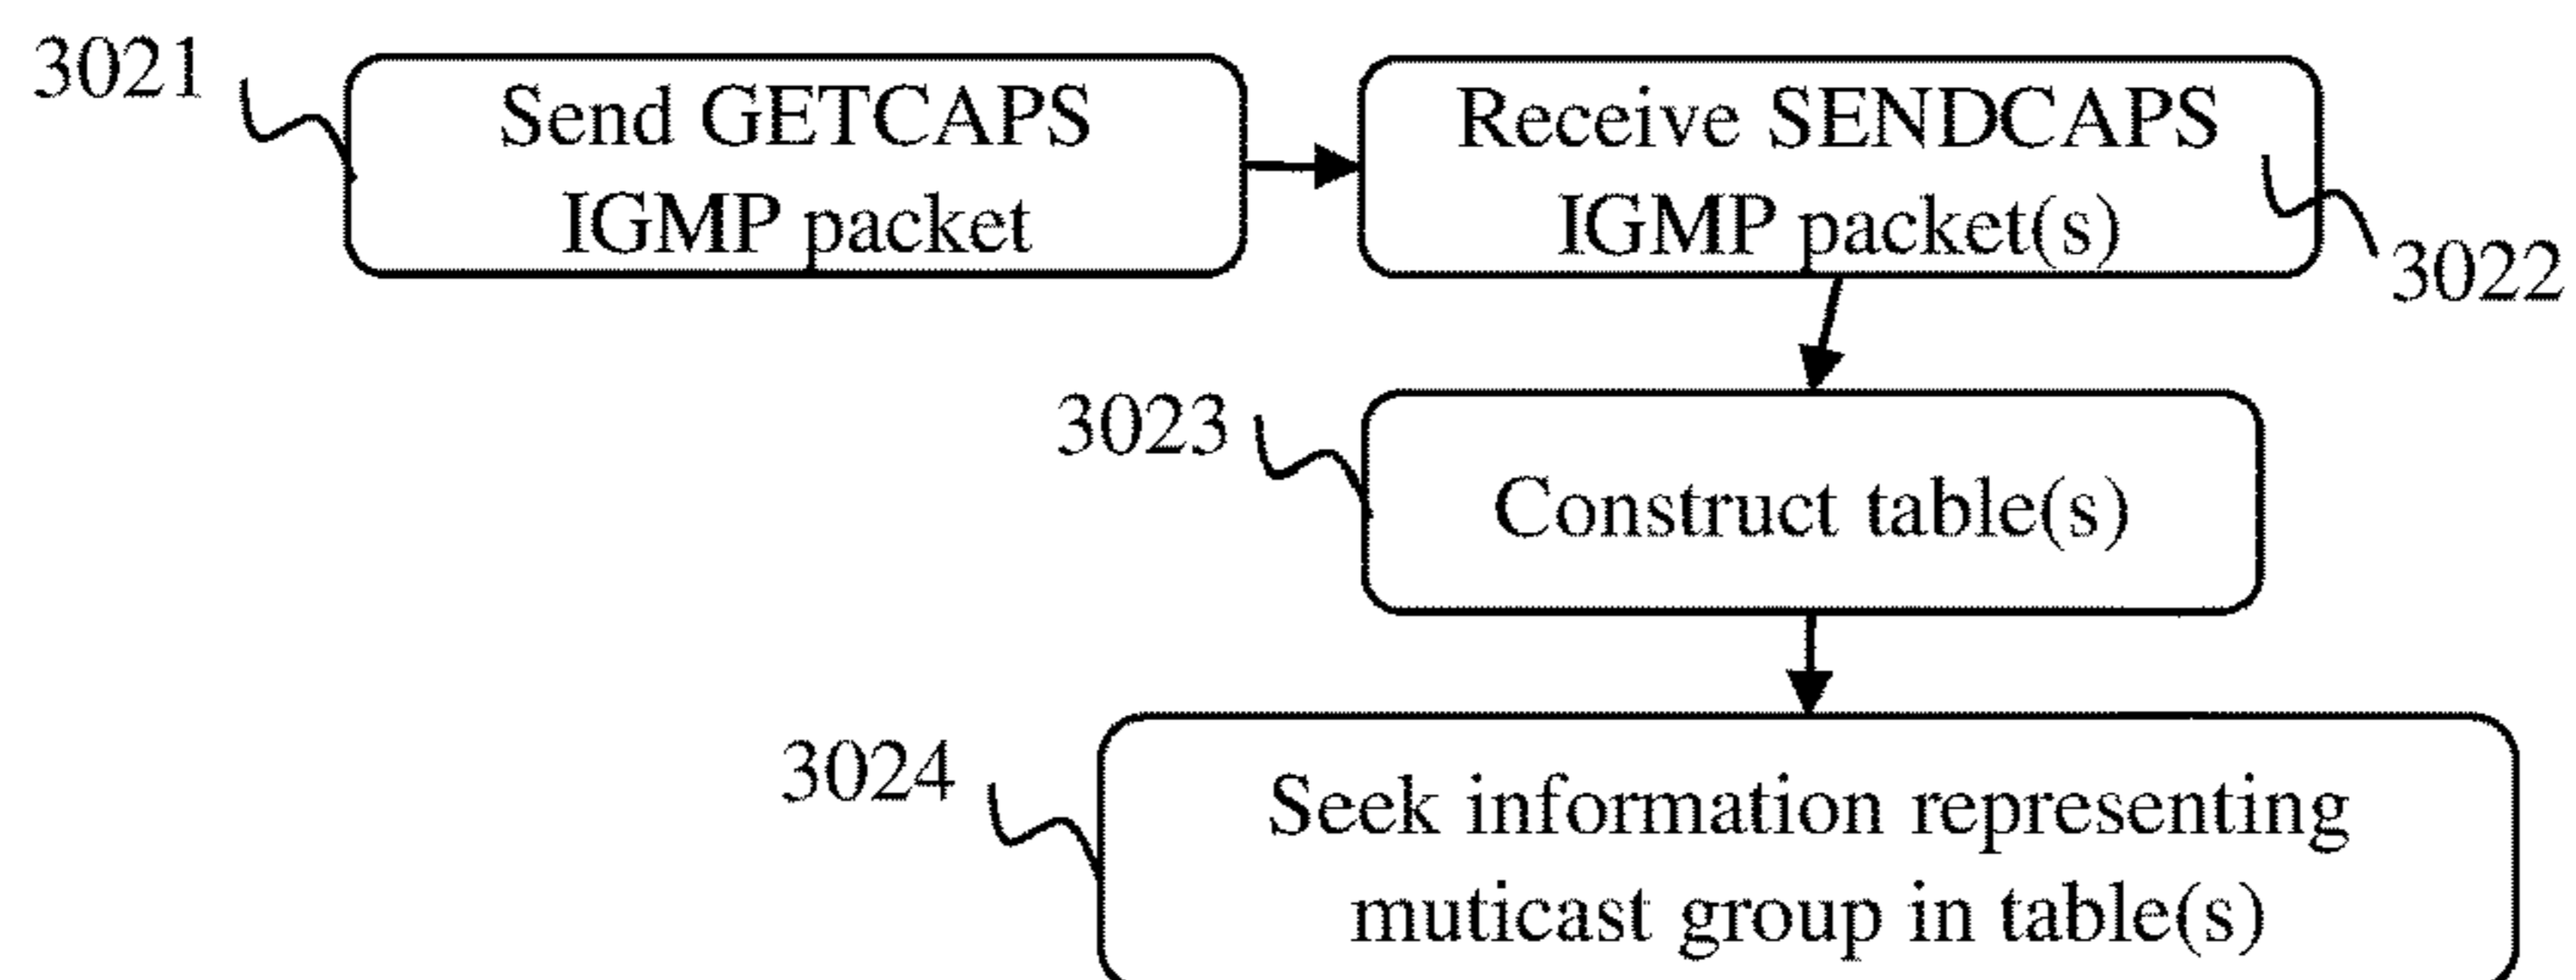 3021
Send GETCAPS
IGMP packet
Receive SENDCAPS
IGMP packet(s)
3022
3023
Construct table(s)
3024
Seek information representing
muticast group in table(s)